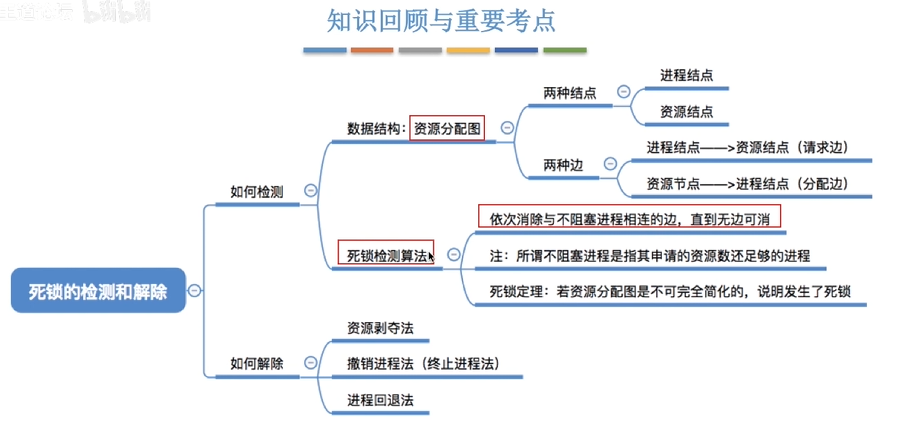 知识回顾与重要考点
进程结点
两种结点
资源结点
数据结构：资源分配图
进程结点——>资源结点（请求边）
两种边
资源节点——>进程结点（分配边）
如何检测
依次消除与不阻塞进程相连的边，直到无边可消
死锁检测算法
注：所谓不阻塞进程是指其申请的资源数还足够的进程
死锁定理：若资源分配图是不可完全简化的，说明发生了死锁
死锁的检测和解除
资源剥夺法
如何解除
撤销进程法（终止进程法）
进程回退法